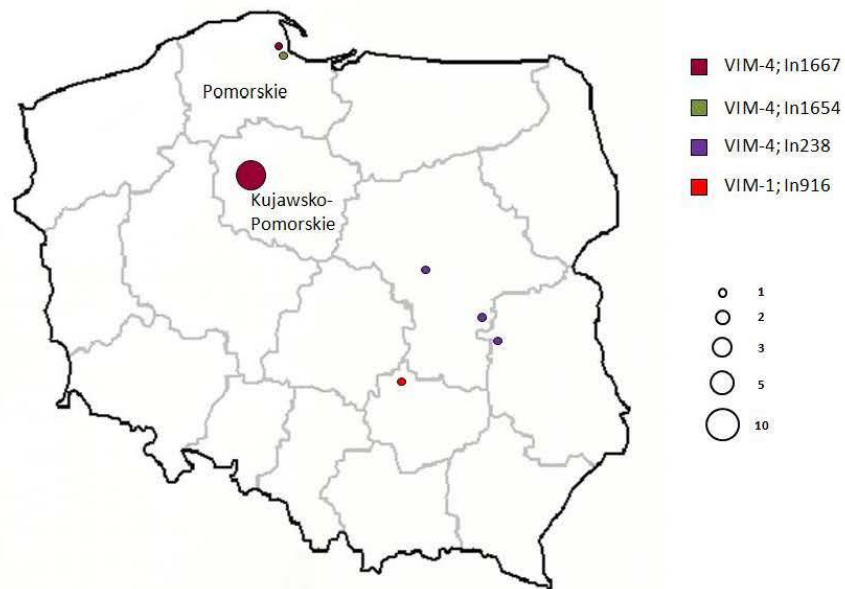 Pomorskie
Kujawsko-
Pomorskie
VIM-4; In1667
VIM-4; In1654
VIM-4; In238
VIM-1; In916
1
2
3
5
10